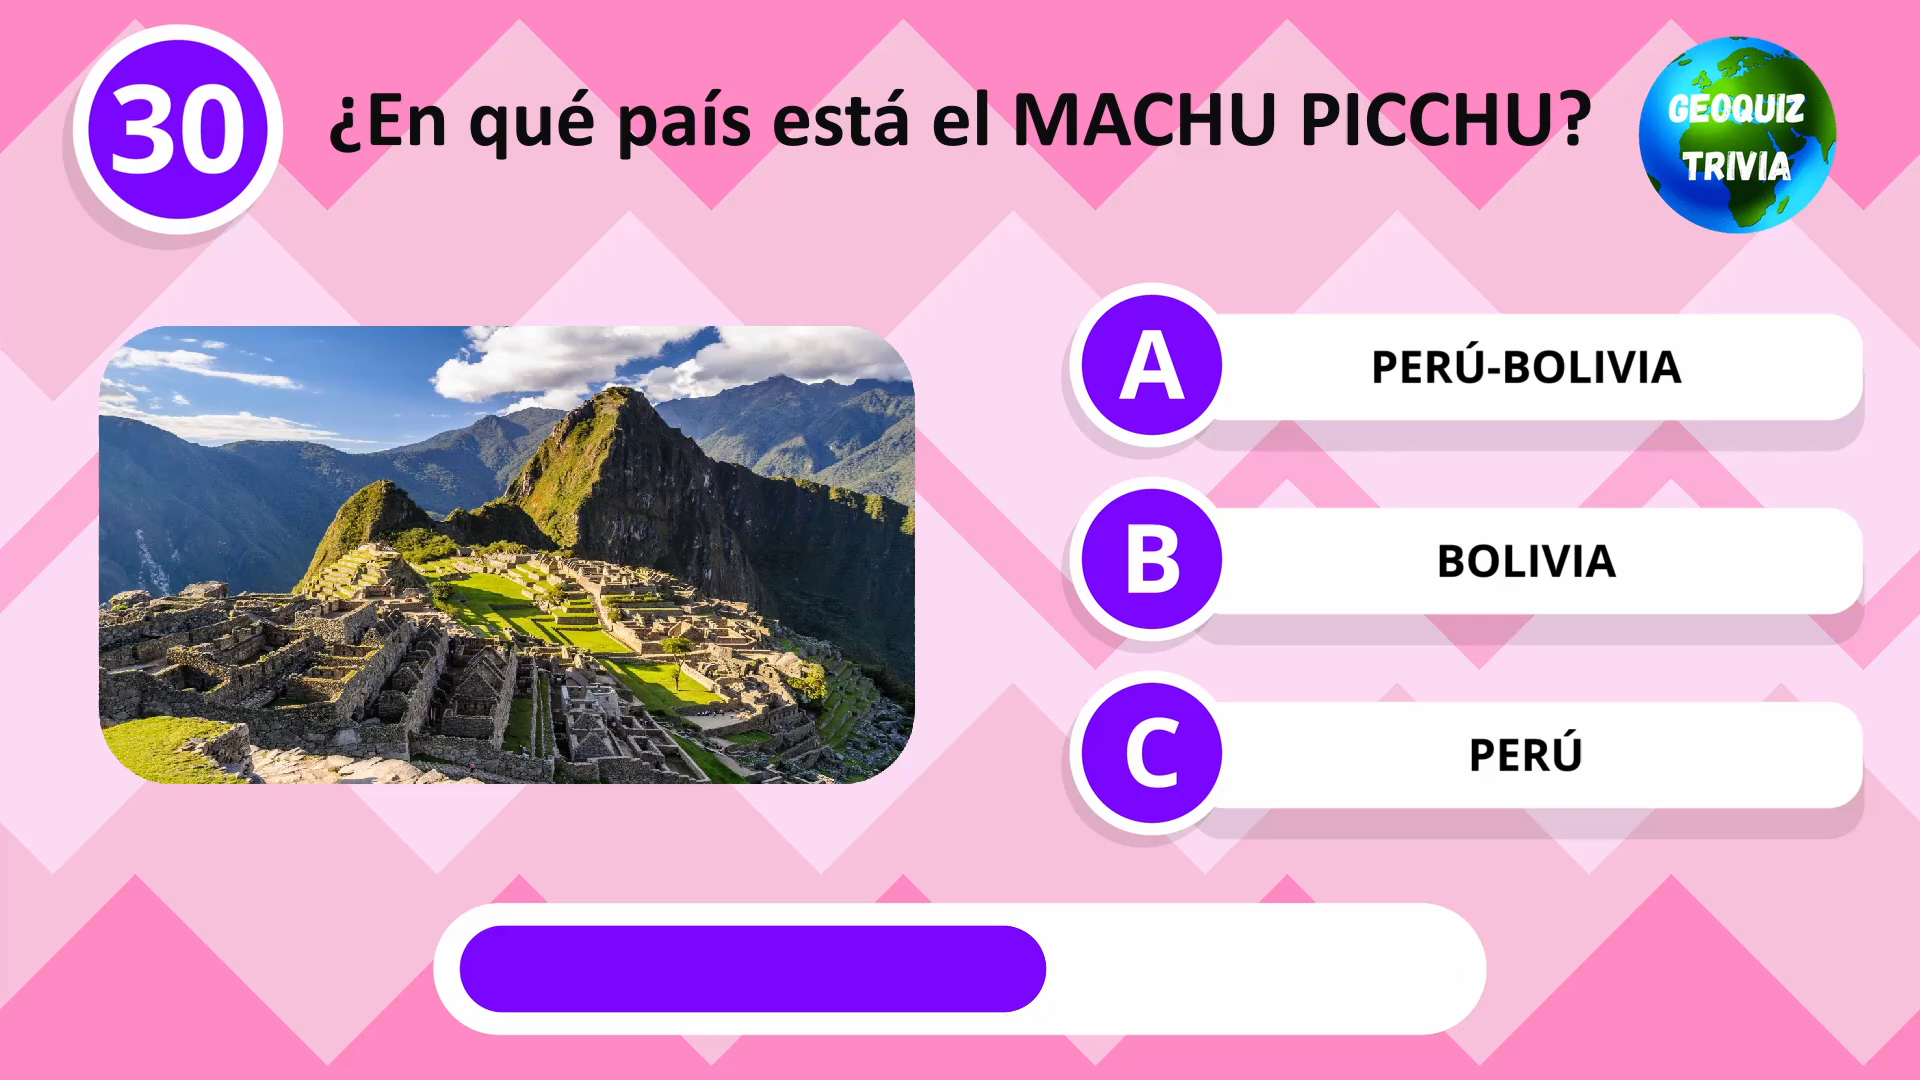 30
¿En qué país está el MACHU PICCHU?
GEOQUIZ
TRIVIA
A
PERÚ-BOLIVIA
B
BOLIVIA
C
PERÚ